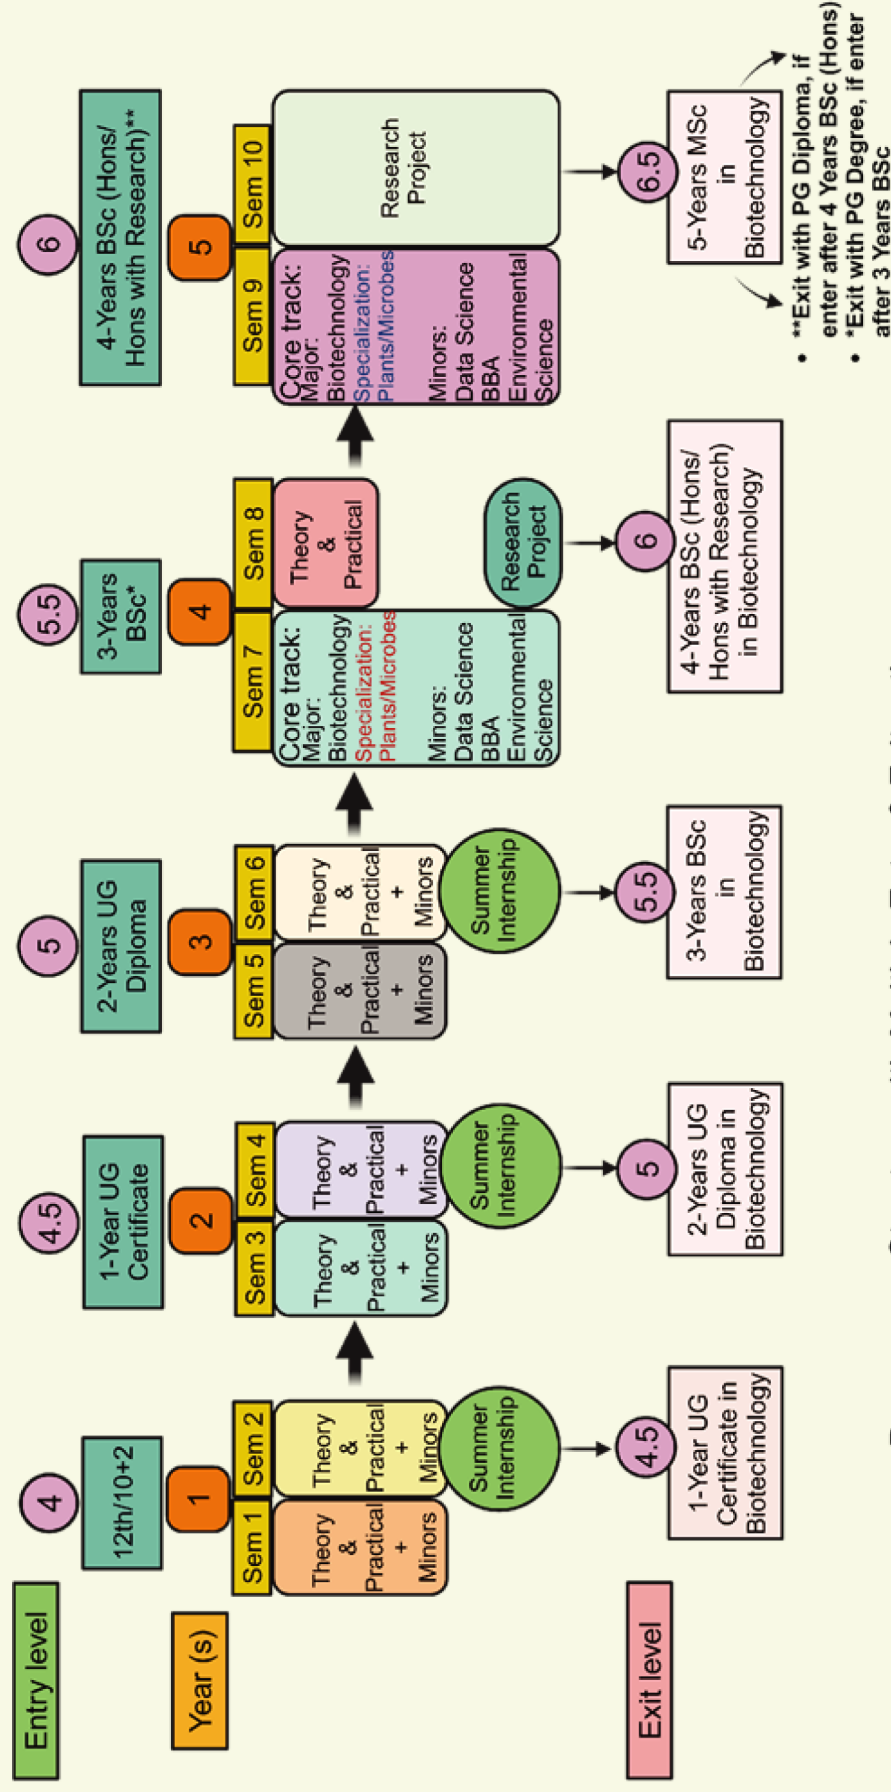 Entry level
4
12th/10+2
4.5
1-Year UG
Certificate
5
2-Years UG
Diploma
5.5
3-Years
BSc*
6
4-Years BSc (Hons/
Hons with Research)**
Year (s)
1
2
3
4
5
Sem 1
Sem 2
Sem 3
Sem 4
Sem 5
Sem 6
Sem 7
Sem 8
Sem 9
Sem 10
Theory
&
Practical
+
Minors
Theory
&
Practical
+
Minors
Summer
Internship
Theory
&
Practical
+
Minors
Theory
&
Practical
+
Minors
Summer
Internship
Theory
&
Practical
+
Minors
Theory
&
Practical
+
Minors
Summer
Internship
Core track:
Major:
Biotechnology
Specialization:
Plants/Microbes
Minors:
Data Science
BBA
Environmental
Science
Theory
&
Practical
Research
Project
Core track:
Major:
Biotechnology
Specialization:
Plants/Microbes
Minors:
Data Science
BBA
Environmental
Science
Research
Project
Exit level
4.5
1-Year UG
Certificate in
Biotechnology
5
2-Years UG
Diploma in
Biotechnology
5.5
3-Years BSc
in
Biotechnology
6
4-Years BSc (Hons/
Hons with Research)
in Biotechnology
6.5
5-Years MSc
in
Biotechnology
• **Exit with PG Diploma, if
enter after 4 Years BSc (Hons)
• *Exit with PG Degree, if enter
after 3 Years BSc